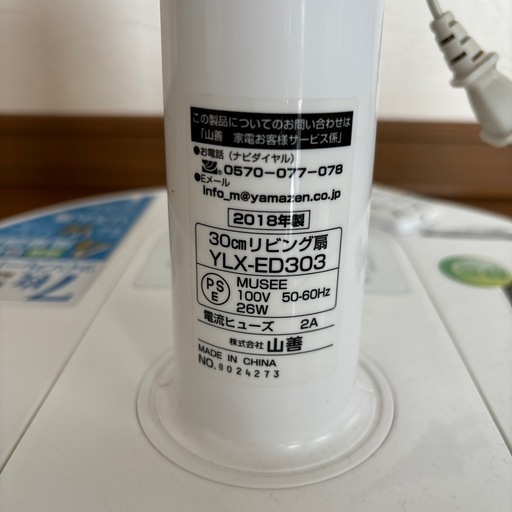 この製品についてのお問い合わせは
「山善 家電お客様サービス係」
●お電話（ナビダイヤル）
0570-077-078
●Eメール
info_m@yamazen.co.jp
2018年製
30cmリビング扇
YLX-ED303
PS
E
MUSEE
100V 50-60Hz
26W
電流ヒューズ 2A
株式会社 山善
MADE IN CHINA
NO. 8024273